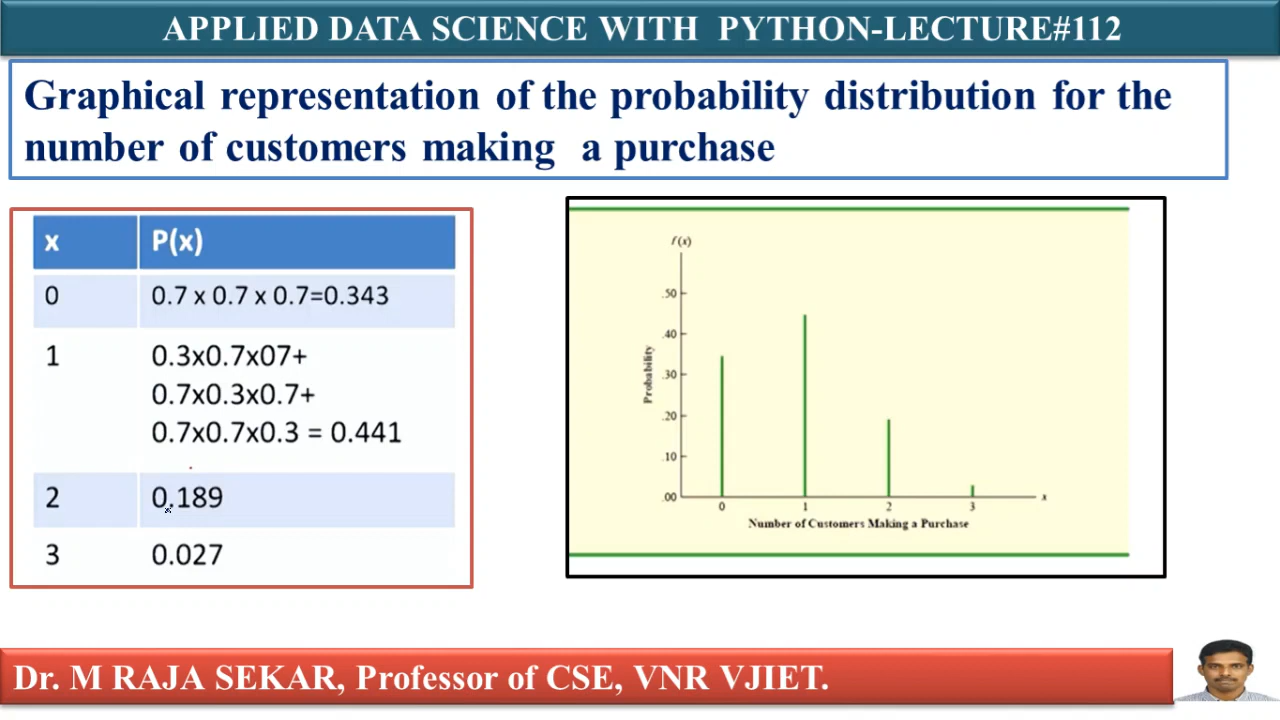 APPLIED DATA SCIENCE WITH PYTHON-LECTURE#112
Graphical representation of the probability distribution for the
number of customers making a purchase
x P(x)
0 0.7 x 0.7 x 0.7=0.343
1 0.3x0.7x07+
0.7x0.3x0.7+
0.7x0.7x0.3 = 0.441
2 0.189
3 0.027
f(x)
.50
.40
.30
.20
.10
.00
Probability
0 1 2 3 x
Number of Customers Making a Purchase
Dr. M RAJA SEKAR, Professor of CSE, VNR VJIET.